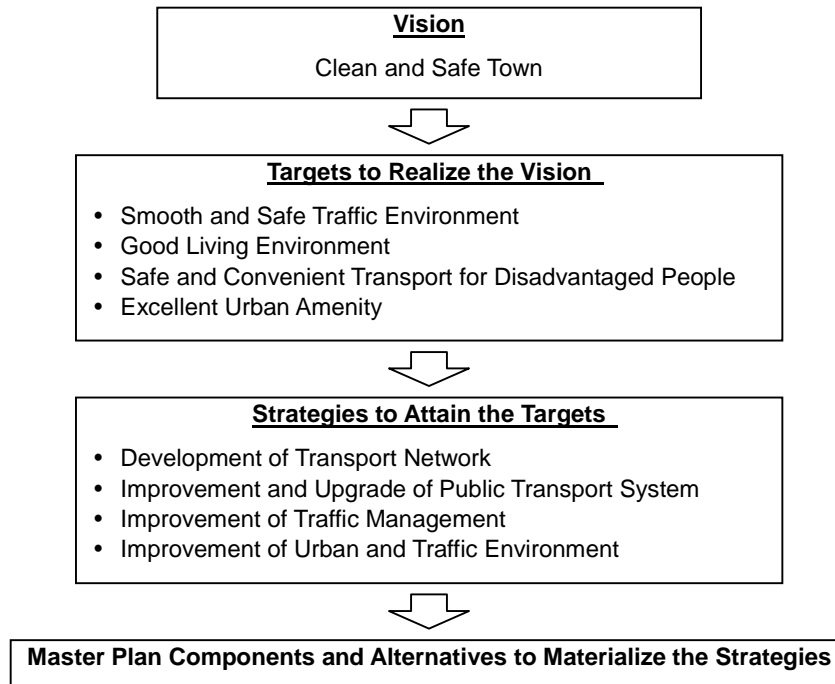 Vision
Clean and Safe Town
Targets to Realize the Vision
• Smooth and Safe Traffic Environment
• Good Living Environment
• Safe and Convenient Transport for Disadvantaged People
• Excellent Urban Amenity
Strategies to Attain the Targets
• Development of Transport Network
• Improvement and Upgrade of Public Transport System
• Improvement of Traffic Management
• Improvement of Urban and Traffic Environment
Master Plan Components and Alternatives to Materialize the Strategies